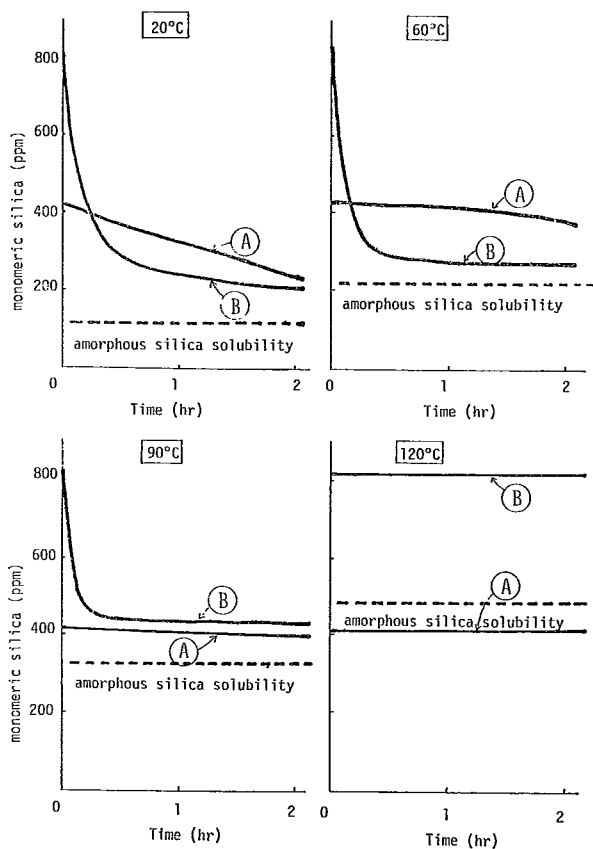 20°C
800
600
400
200
0
monomeric silica (ppm)
A
B
amorphous silica solubility
1
2
Time (hr)
60°C
A
B
amorphous silica solubility
0
1
2
Time (hr)
90°C
800
600
400
200
0
monomeric silica (ppm)
B
A
amorphous silica solubility
1
2
Time (hr)
120°C
B
A
amorphous silica solubility
0
1
2
Time (hr)